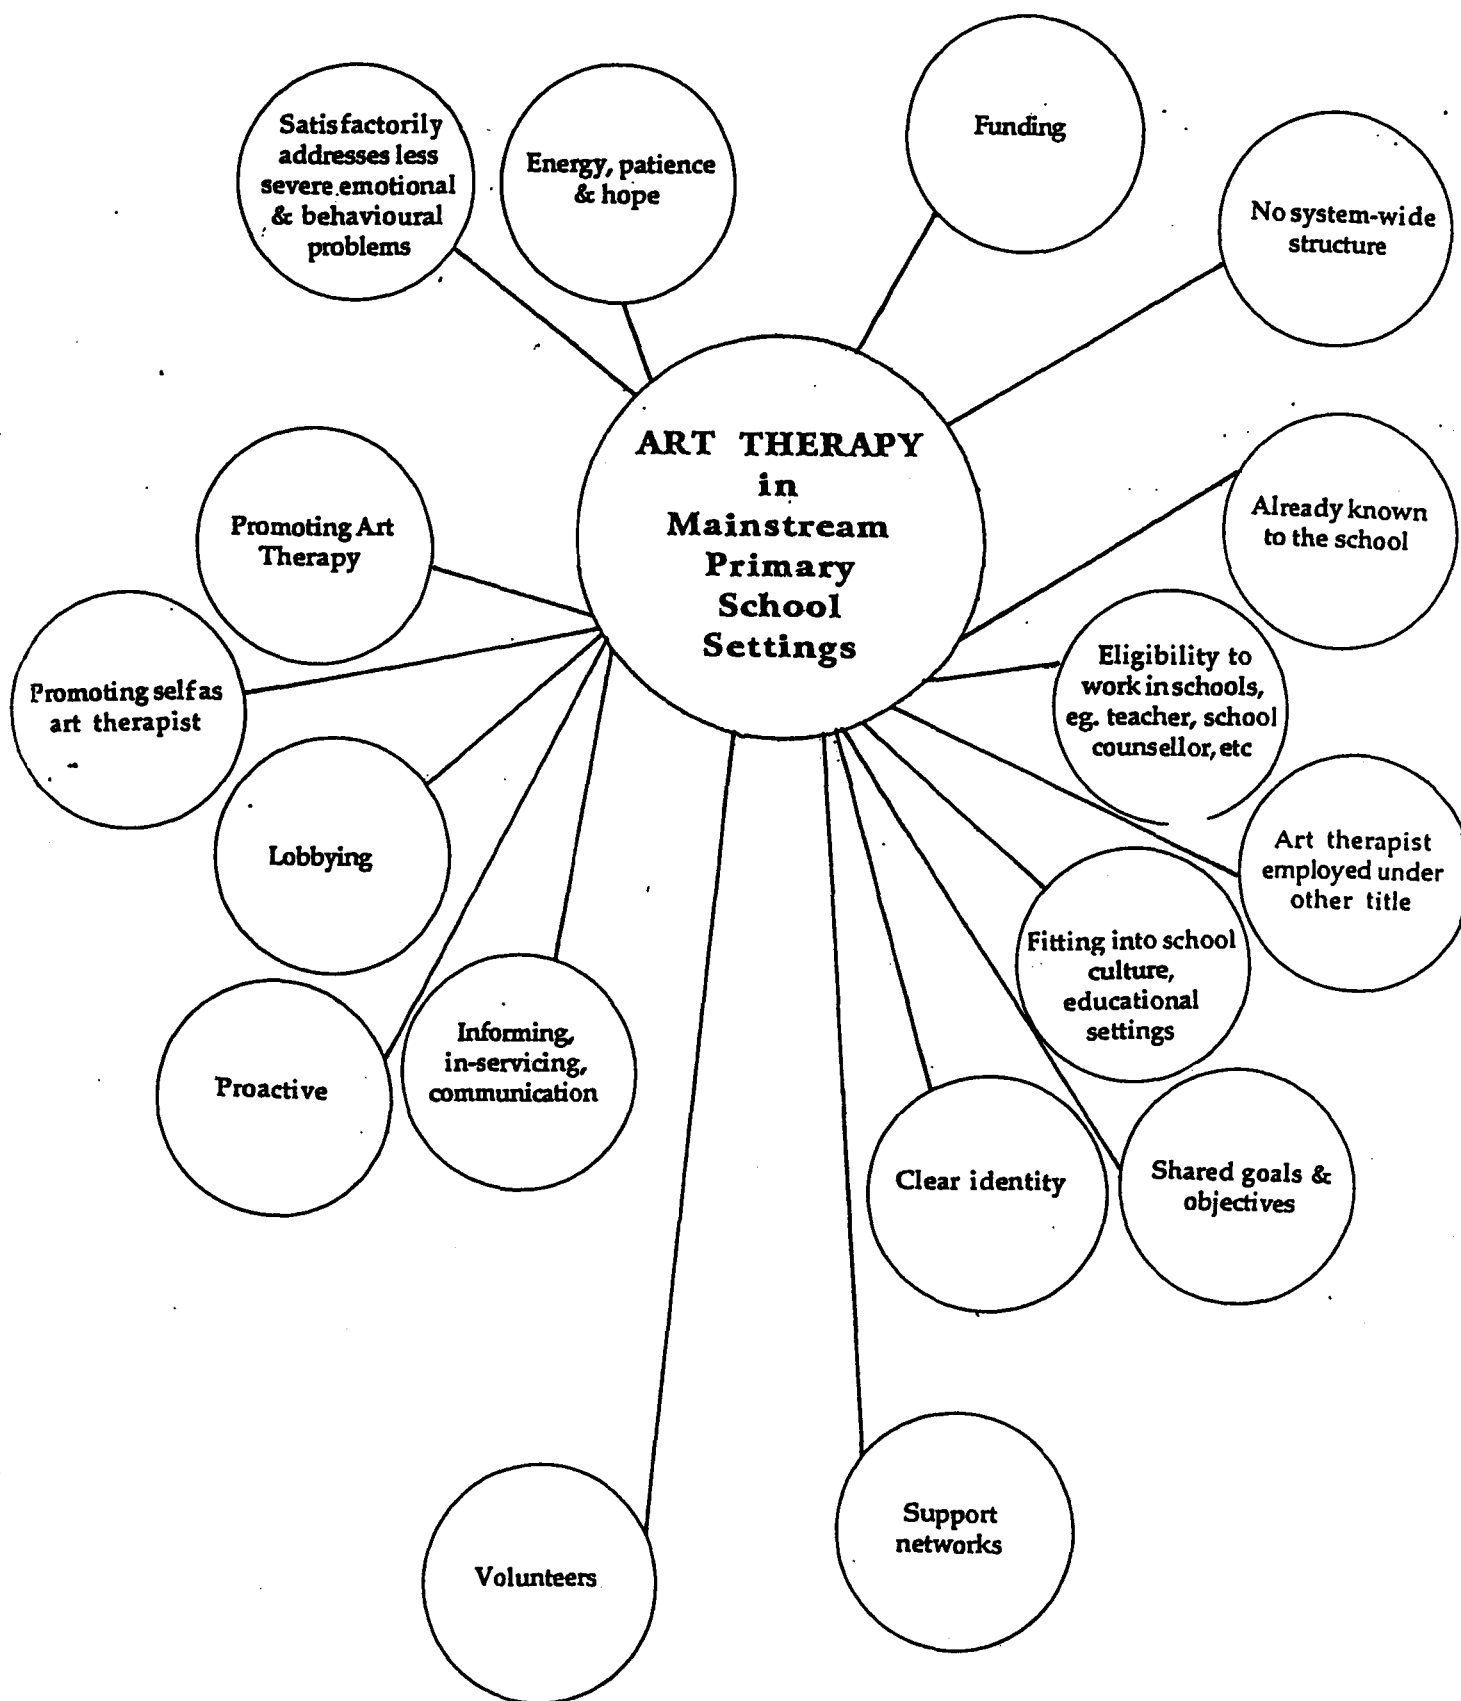 Satisfactorily
addresses less
severe emotional
& behavioural
problems
Energy, patience
& hope
Funding
No system-wide
structure
ART THERAPY
in
Mainstream
Primary
School
Settings
Already known
to the school
Promoting Art
Therapy
Eligibility to
work in schools,
eg. teacher, school
counsellor, etc
Promoting self as
art therapist
Lobbying
Art therapist
employed under
other title
Fitting into school
culture,
educational
settings
Proactive
Informing,
in-servicing,
communication
Clear identity
Shared goals &
objectives
Support
networks
Volunteers